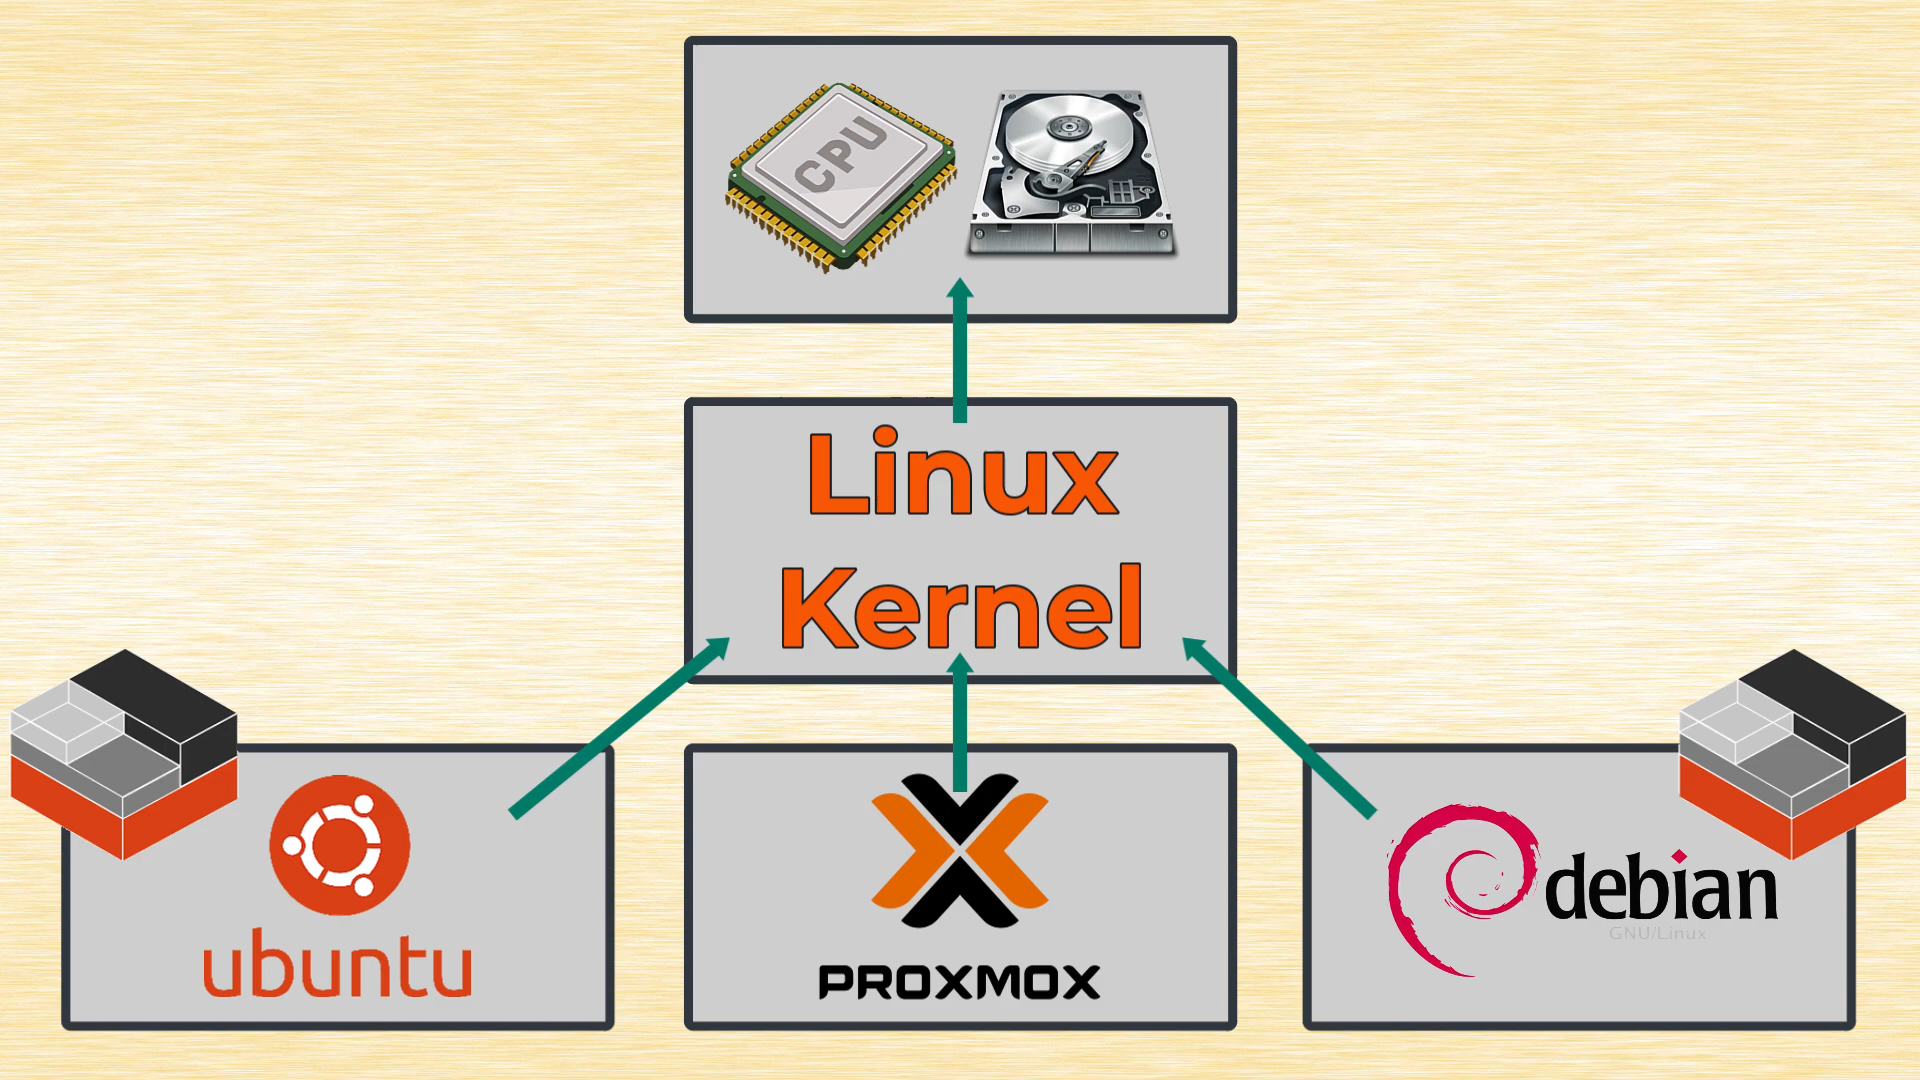 CPU
Linux
Kernel
ubuntu
PROXMOX
debian
GNU/Linux